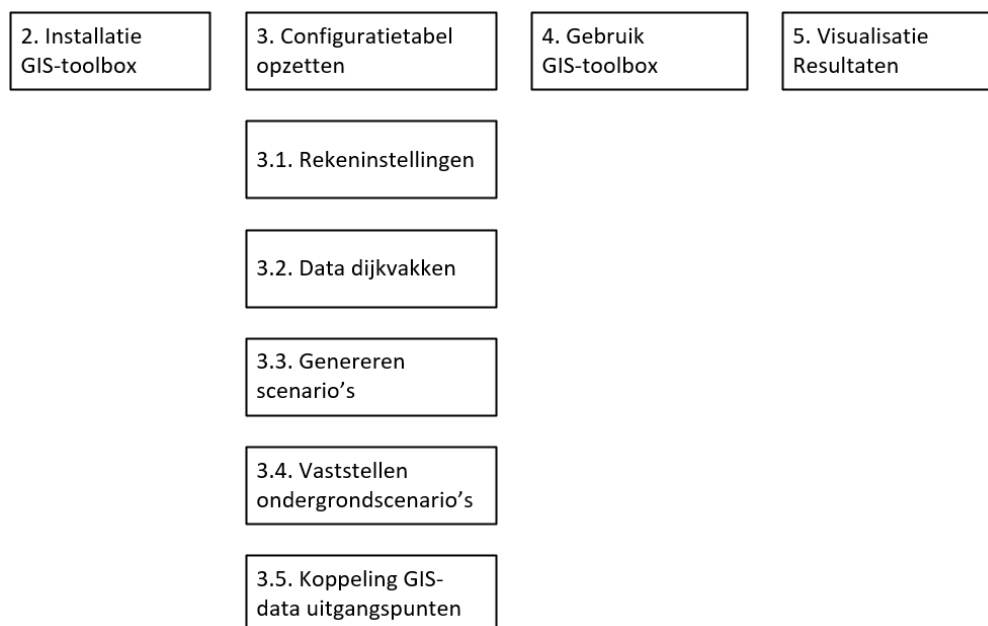 2. Installatie
GIS-toolbox
3. Configuratietabel
opzetten
4. Gebruik
GIS-toolbox
5. Visualisatie
Resultaten
3.1. Rekeninstellingen
3.2. Data dijkvakken
3.3. Genereren
scenario’s
3.4. Vaststellen
ondergrondscenario’s
3.5. Koppeling GIS-
data uitgangspunten